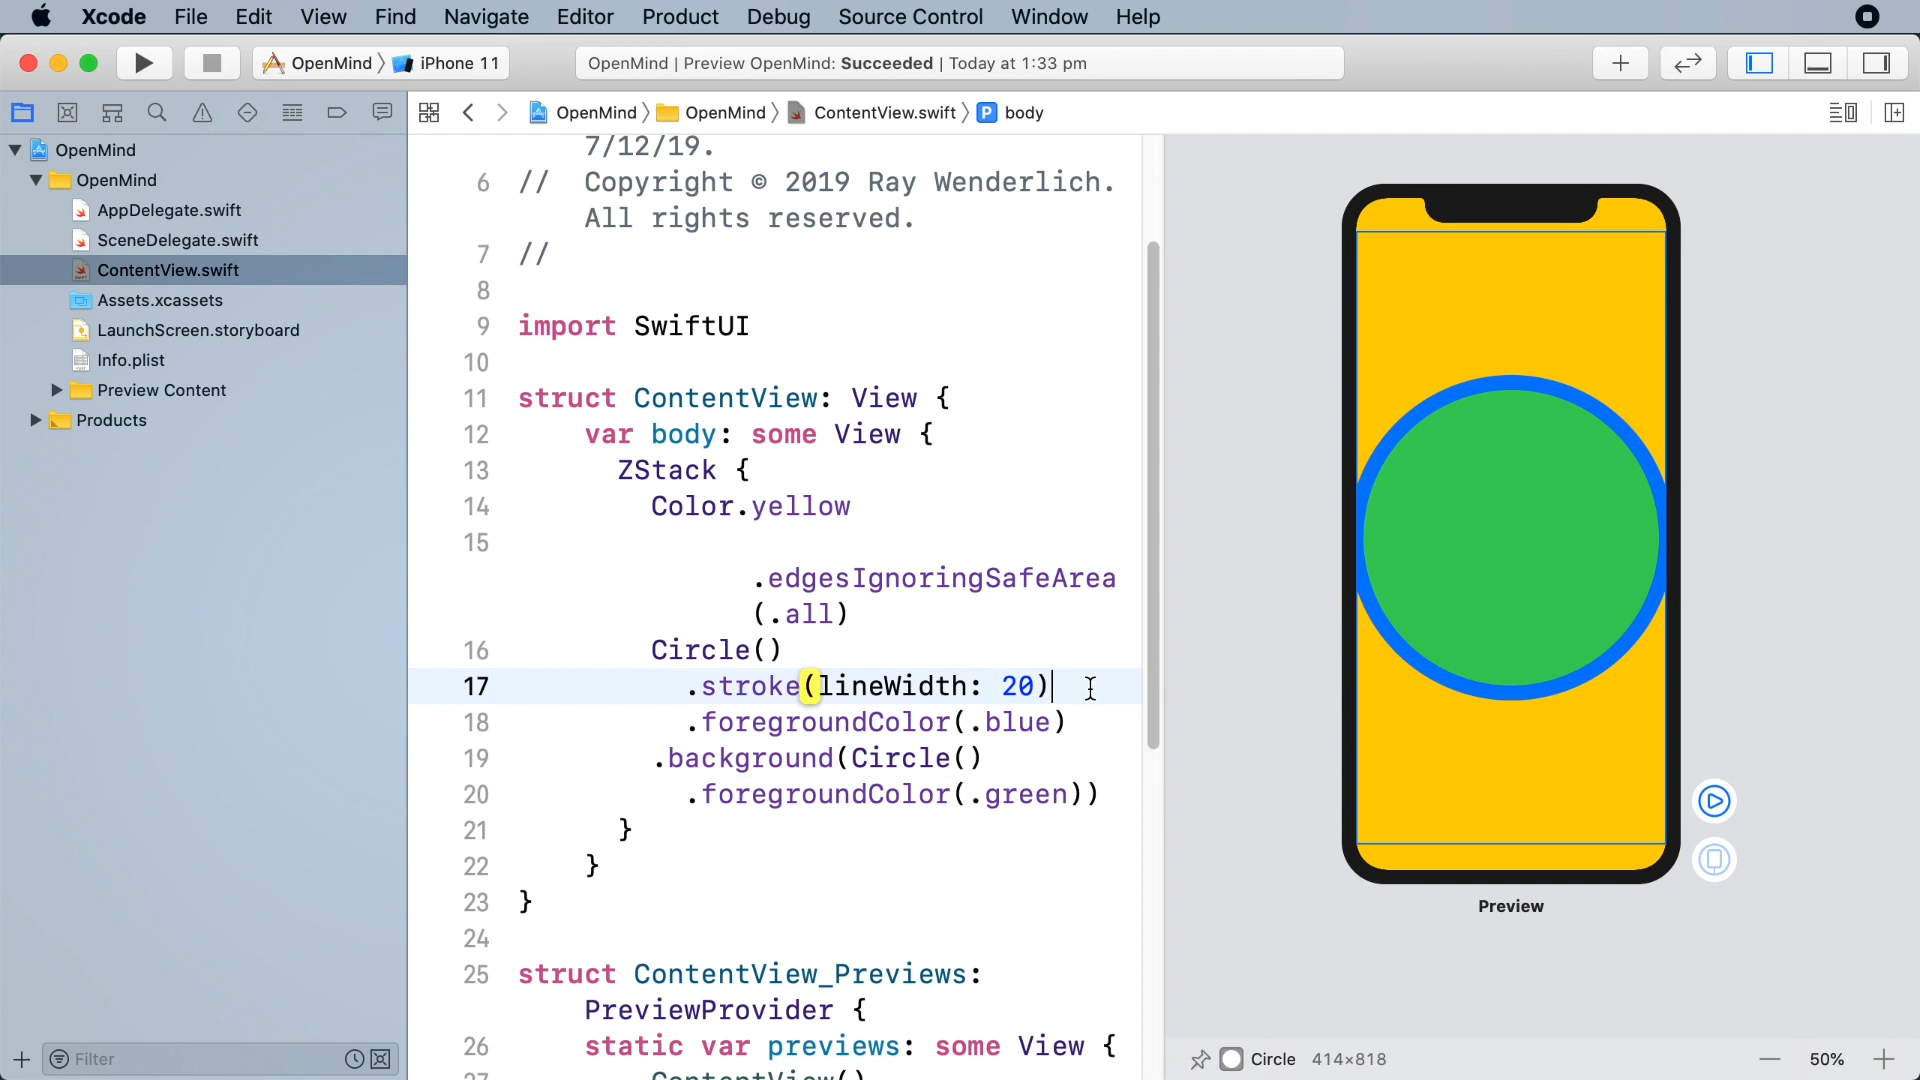 Xcode File Edit View Find Navigate Editor Product Debug Source Control Window Help
OpenMind iPhone 11
OpenMind | Preview OpenMind: Succeeded | Today at 1:33 pm
OpenMind OpenMind ContentView.swift P body
OpenMind
OpenMind
AppDelegate.swift
SceneDelegate.swift
ContentView.swift
Assets.xcassets
LaunchScreen.storyboard
Info.plist
Preview Content
Products
Filter
7/12/19.
6 //  Copyright © 2019 Ray Wenderlich.
All rights reserved.
7 //
8
9 import SwiftUI
10
11 struct ContentView: View {
12 var body: some View {
13 ZStack {
14 Color.yellow
15
.edgesIgnoringSafeArea
(.all)
16 Circle()
17 .stroke(lineWidth: 20)
18 .foregroundColor(.blue)
19 .background(Circle()
20 .foregroundColor(.green))
21 }
22 }
23 }
24
25 struct ContentView_Previews:
PreviewProvider {
26 static var previews: some View {
27 ContentView()
Preview
Circle 414×818
50%